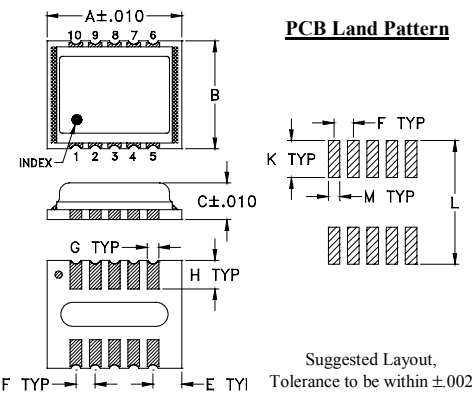 A±.010
10 9 8 7 6
B
INDEX
1 2 3 4 5
C±.010
G TYP
H TYP
F TYP
E TYI
PCB Land Pattern
F TYP
K TYP
M TYP
L
Suggested Layout,
Tolerance to be within ±.002